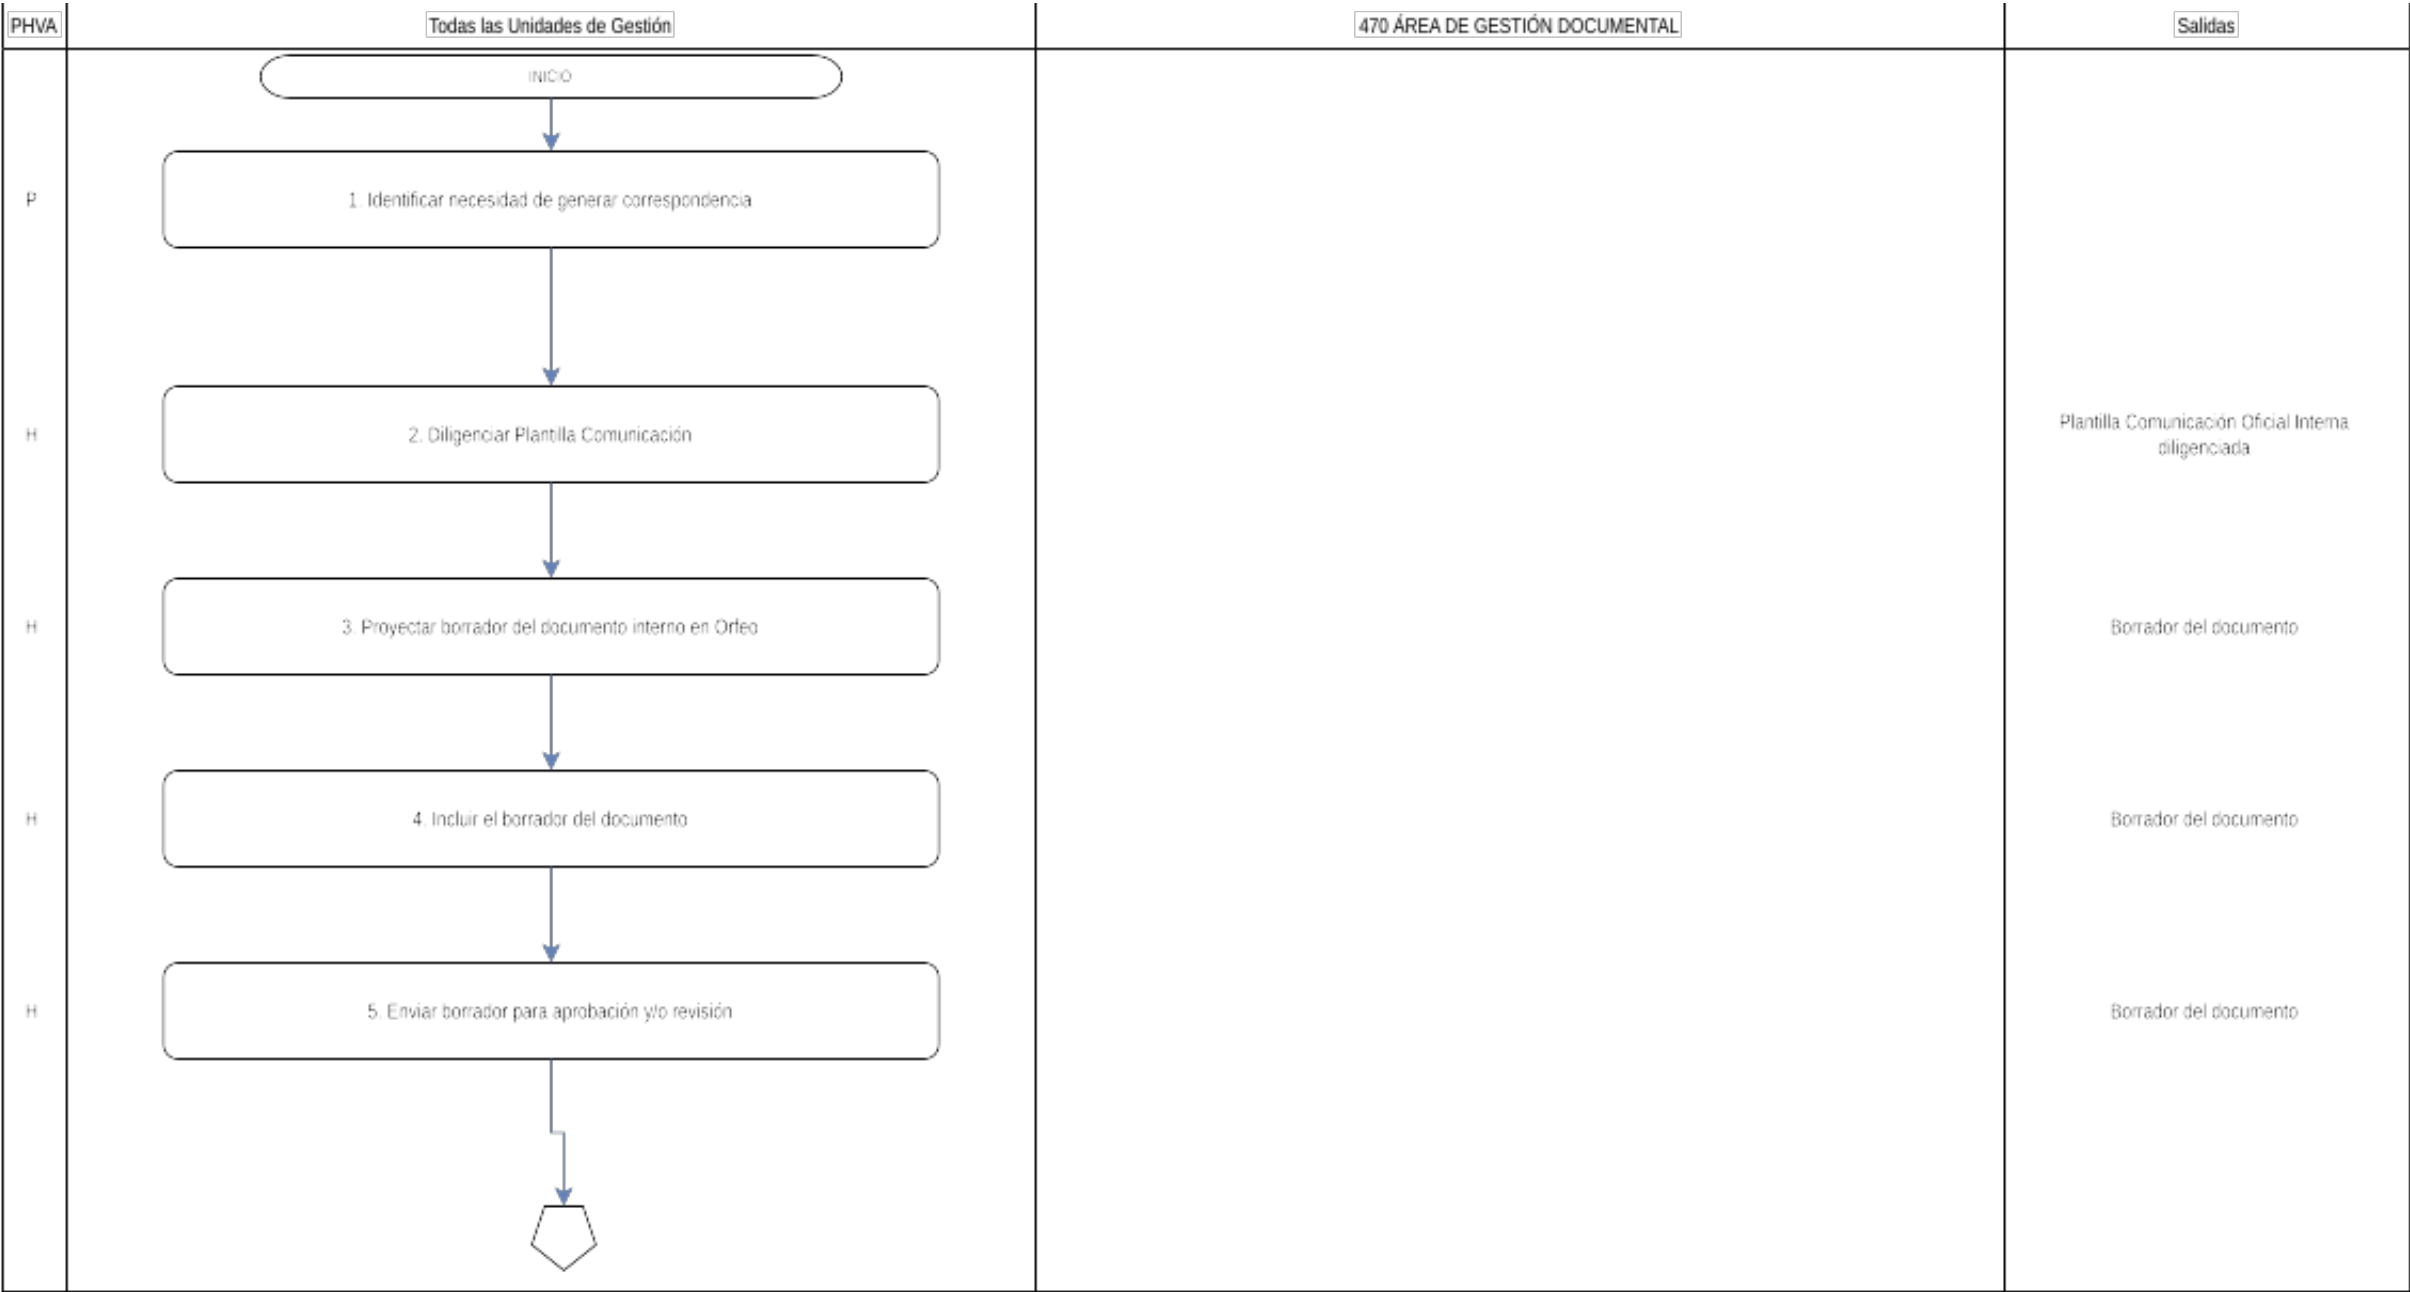 PHVA
Todas las Unidades de Gestión
470 ÁREA DE GESTIÓN DOCUMENTAL
Salidas
INICIO
P
1. Identificar necesidad de generar correspondencia
H
2. Diligenciar Plantilla Comunicación
Plantilla Comunicación Oficial Interna
diligenciada
H
3. Proyectar borrador del documento interno en Orfeo
Borrador del documento
H
4. Incluir el borrador del documento
Borrador del documento
H
5. Enviar borrador para aprobación y/o revisión
Borrador del documento